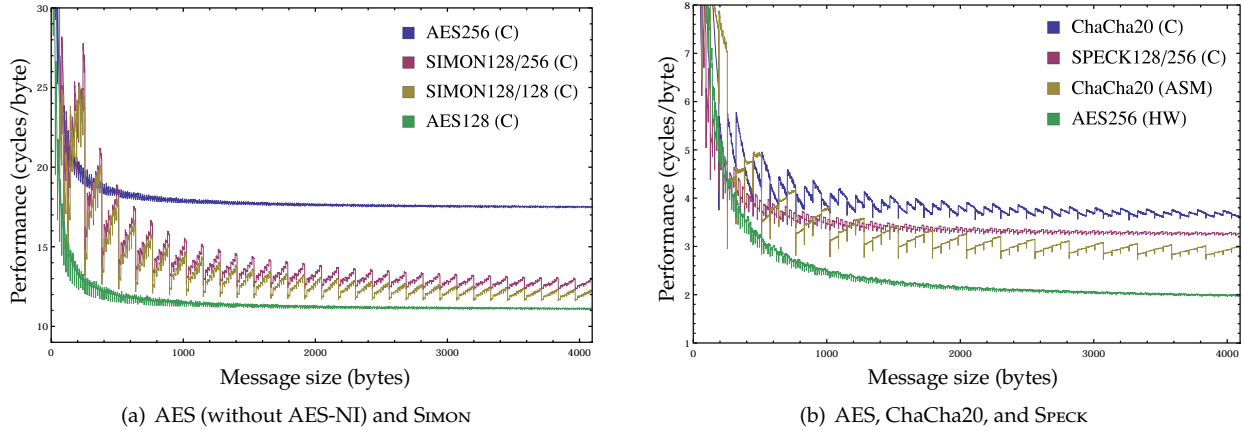 30
25
20
15
10
Performance (cycles/byte)
AES256 (C)
SIMON128/256 (C)
SIMON128/128 (C)
AES128 (C)
0 1000 2000 3000 4000
Message size (bytes)
(a) AES (without AES-NI) and SIMON
8
7
6
5
4
3
2
1
Performance (cycles/byte)
ChaCha20 (C)
SPECK128/256 (C)
ChaCha20 (ASM)
AES256 (HW)
0 1000 2000 3000 4000
Message size (bytes)
(b) AES, ChaCha20, and SPECK